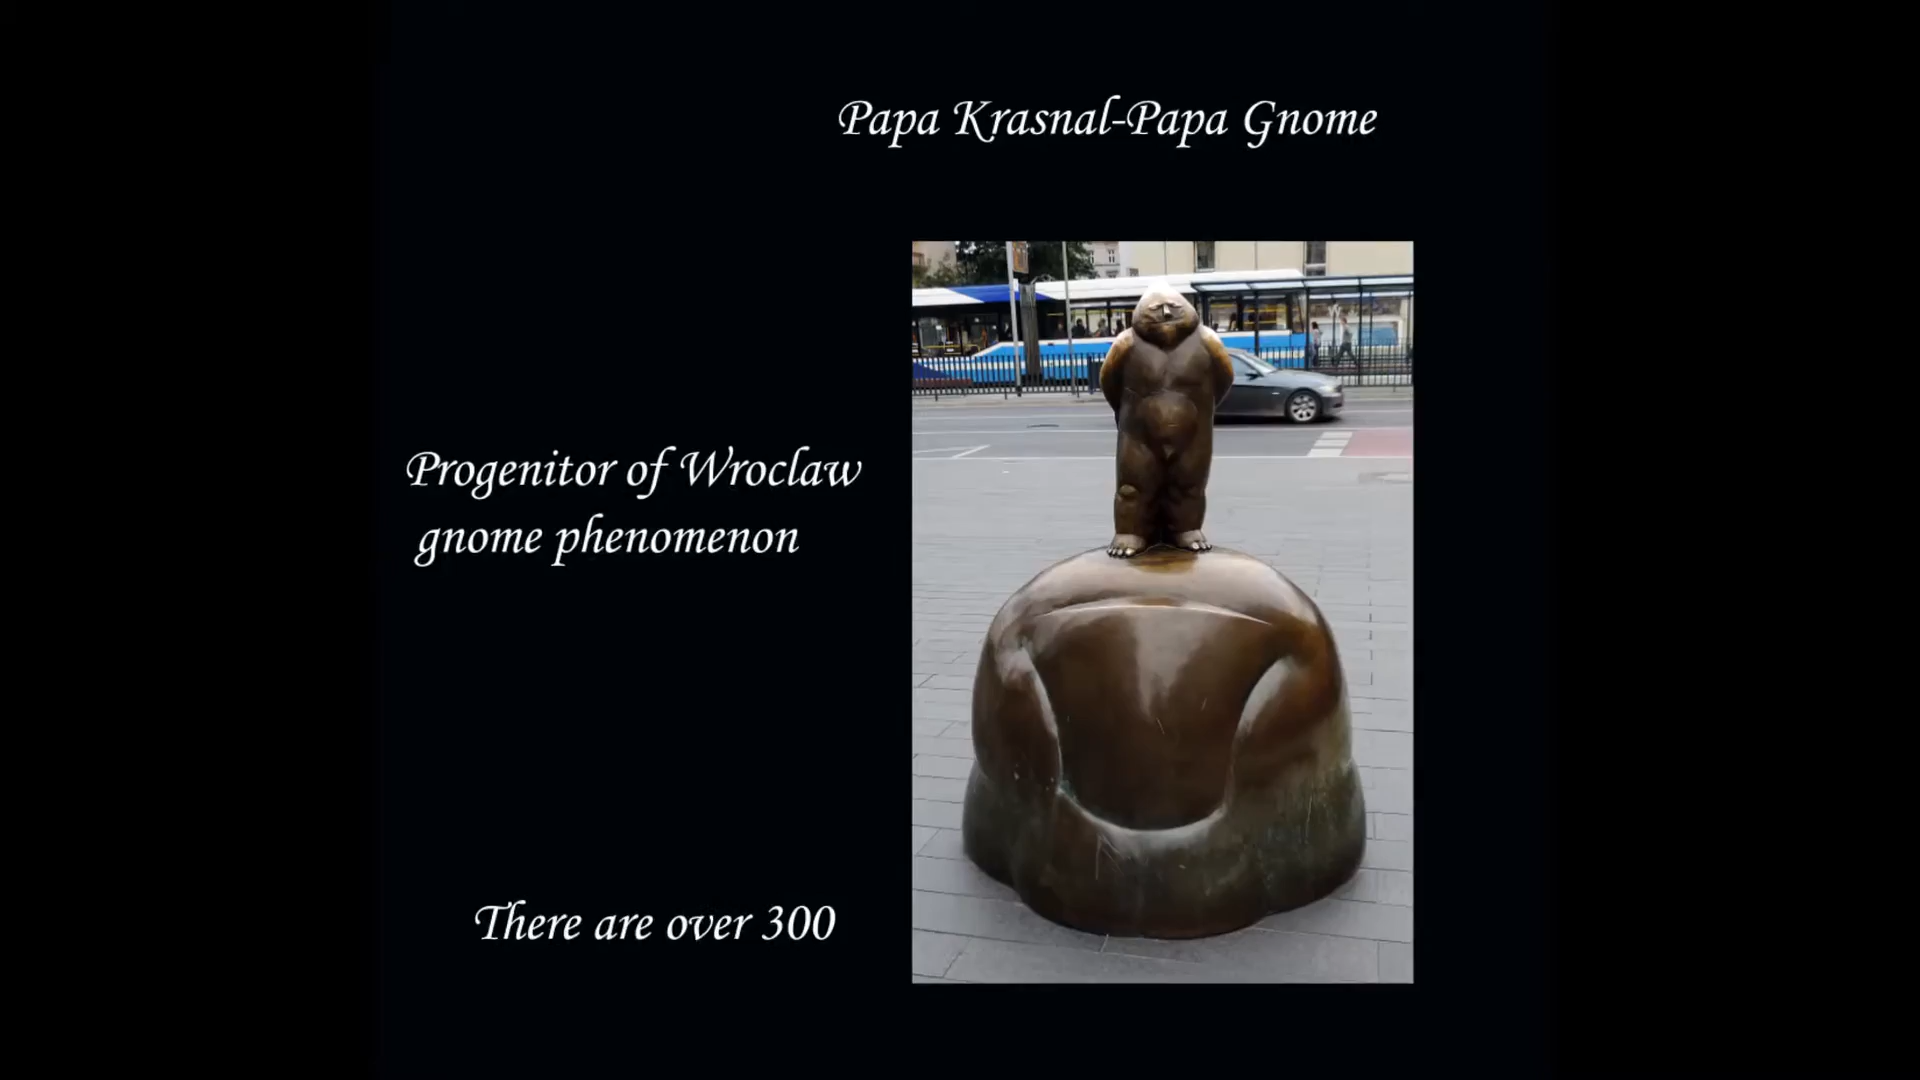 Papa Krasnal-Papa Gnome
Progenitor of Wroclaw
gnome phenomenon
There are over 300